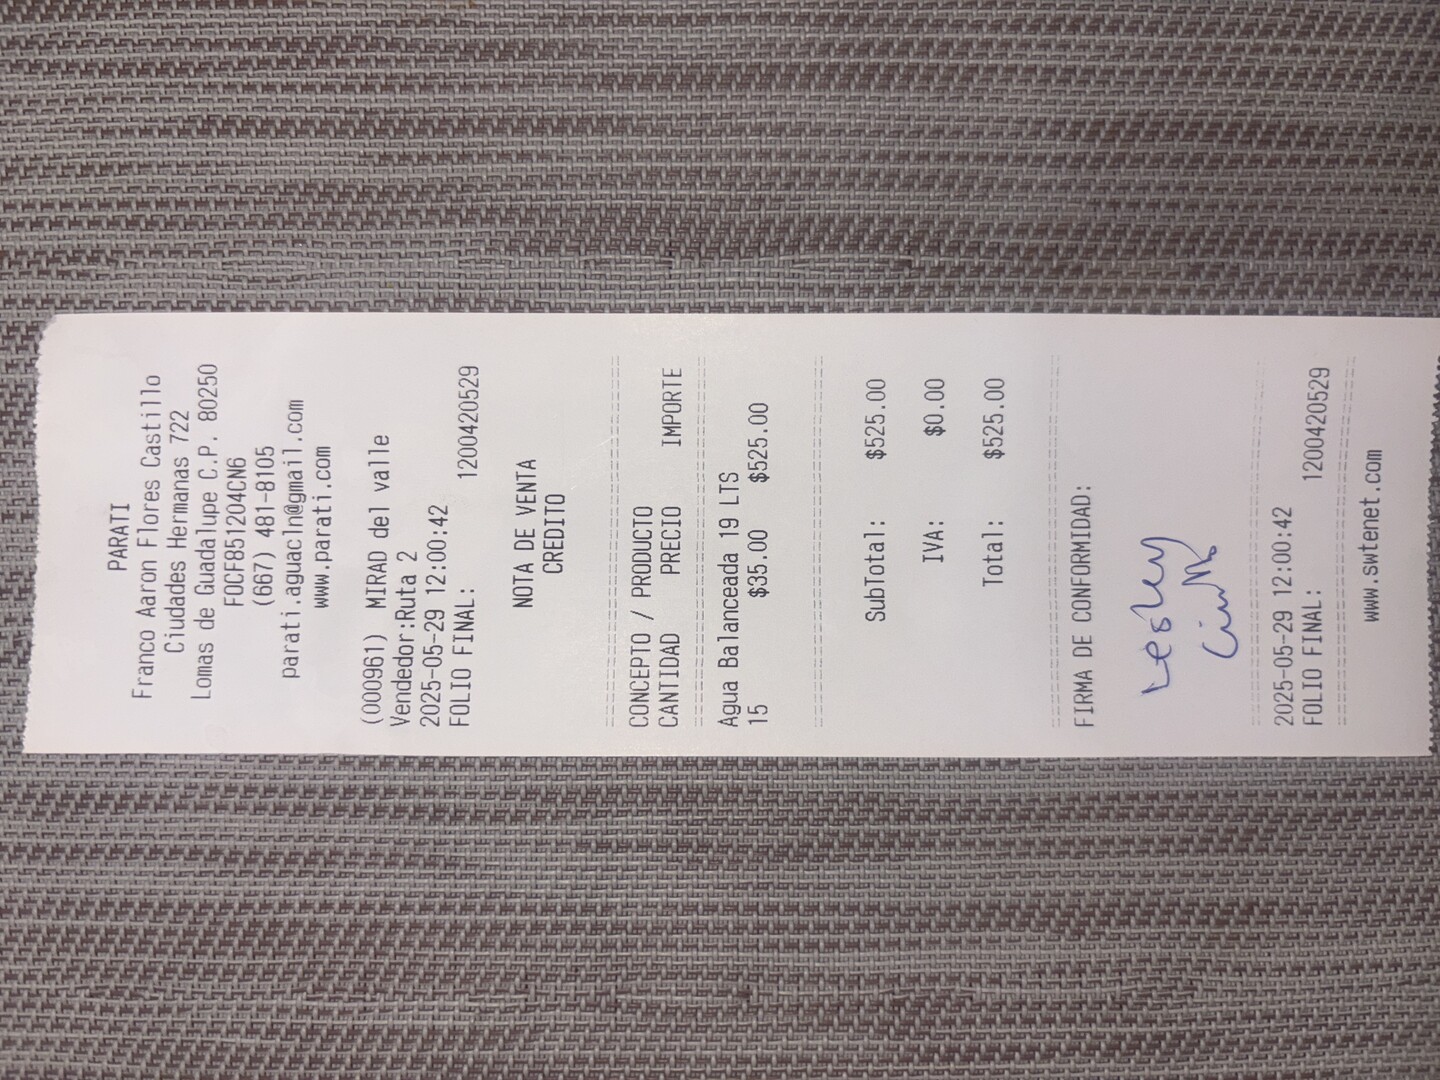 PARATI
Franco Aaron Flores Castillo
Ciudades Hermanas 722
Lomas de Guadalupe C.P. 80250
FOCF851204CN6
(667) 481-8105
parati.aguacln@gmail.com
www.parati.com
(000961) MIRAD del valle
Vendedor:Ruta 2
2025-05-29 12:00:42
FOLIO FINAL: 1200420529
NOTA DE VENTA
CREDITO
CONCEPTO / PRODUCTO
CANTIDAD PRECIO IMPORTE
Agua Balanceada 19 LTS
15 $35.00 $525.00
SubTotal: $525.00
IVA: $0.00
Total: $525.00
FIRMA DE CONFORMIDAD:
Lesley
2025-05-29 12:00:42
FOLIO FINAL: 1200420529
www.swtenet.com